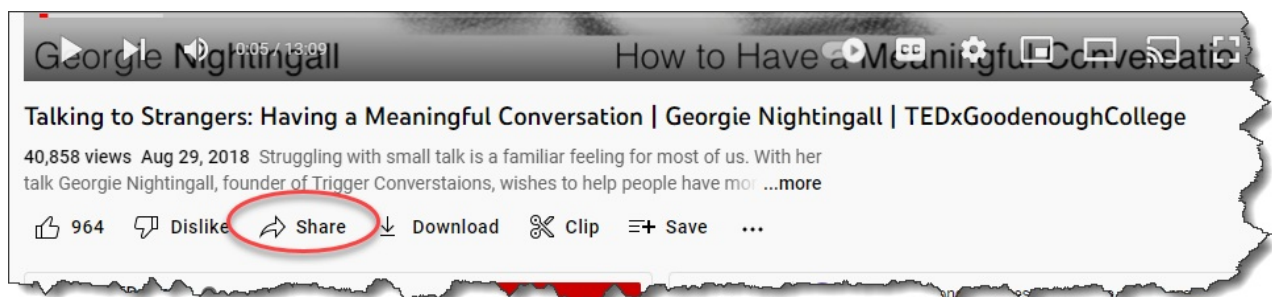 Georgie Nightingall How to Have a Meaningful Conversatio
0:05 / 13:09 CC
Talking to Strangers: Having a Meaningful Conversation | Georgie Nightingall | TEDxGoodenoughCollege
40,858 views Aug 29, 2018 Struggling with small talk is a familiar feeling for most of us. With her
talk Georgie Nightingall, founder of Trigger Converstaions, wishes to help people have mor ...more
964 Dislike Share Download Clip Save ...